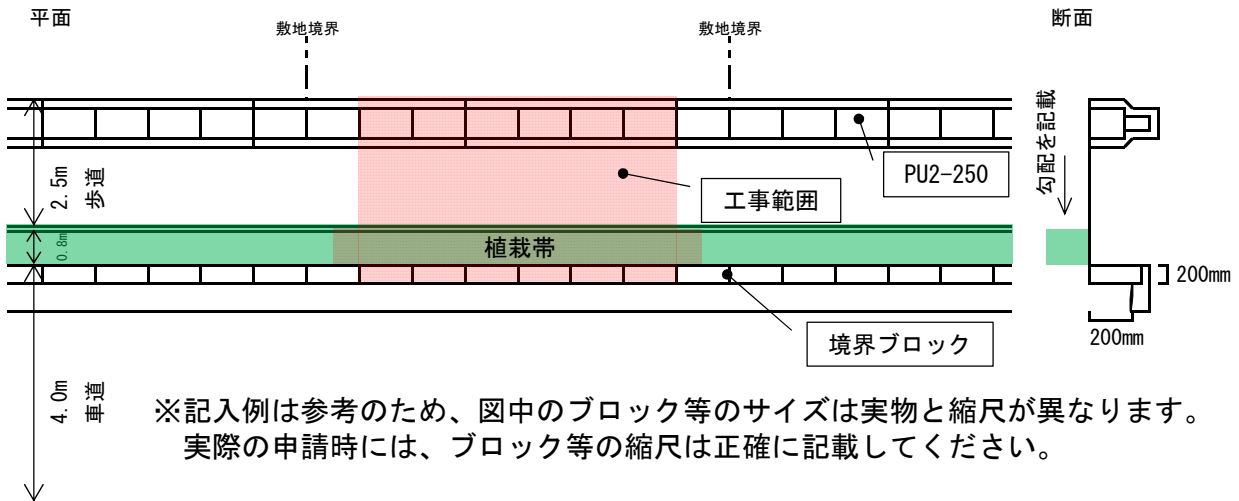 平面
敷地境界
敷地境界
断面
勾配を記載
PU2-250
2.5m
歩道
工事範囲
0.8m
植栽帯
200mm
200mm
境界ブロック
4.0m
車道
※記入例は参考のため、図中のブロック等のサイズは実物と縮尺が異なります。
実際の申請時には、ブロック等の縮尺は正確に記載してください。